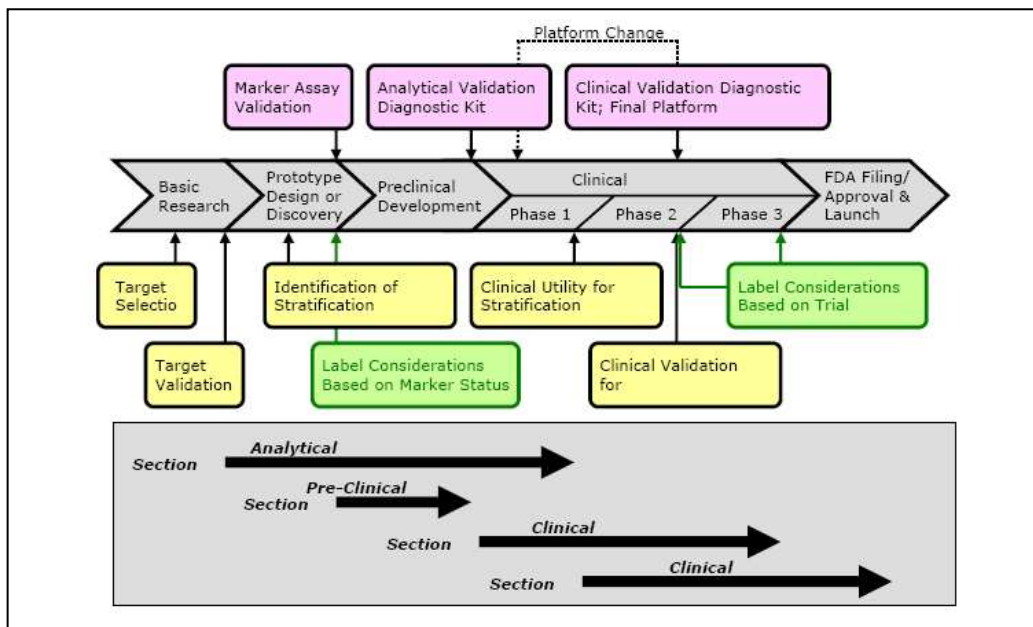 Platform Change
Marker Assay
Validation
Analytical Validation
Diagnostic Kit
Clinical Validation Diagnostic
Kit; Final Platform
Basic
Research
Prototype
Design or
Discovery
Preclinical
Development
Clinical
Phase 1
Phase 2
Phase 3
FDA Filing/
Approval &
Launch
Target
Selectio
Identification of
Stratification
Clinical Utility for
Stratification
Label Considerations
Based on Trial
Target
Validation
Label Considerations
Based on Marker Status
Clinical Validation
for
Section
Analytical
Section
Pre-Clinical
Section
Clinical
Section
Clinical